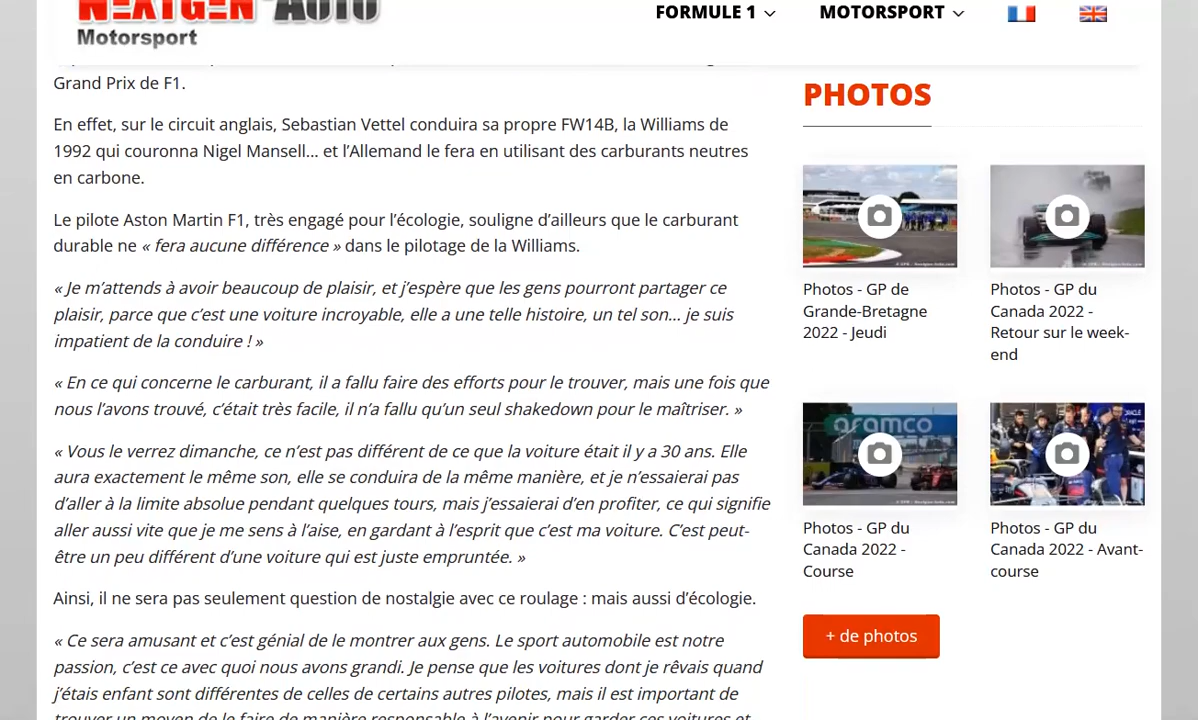 NEXTGEN AUTO
Motorsport
FORMULE 1
MOTORSPORT
Grand Prix de F1.
En effet, sur le circuit anglais, Sebastian Vettel conduira sa propre FW14B, la Williams de
1992 qui couronna Nigel Mansell… et l’Allemand le fera en utilisant des carburants neutres
en carbone.
Le pilote Aston Martin F1, très engagé pour l’écologie, souligne d’ailleurs que le carburant
durable ne « fera aucune différence » dans le pilotage de la Williams.
« Je m’attends à avoir beaucoup de plaisir, et j’espère que les gens pourront partager ce
plaisir, parce que c’est une voiture incroyable, elle a une telle histoire, un tel son… je suis
impatient de la conduire ! »
« En ce qui concerne le carburant, il a fallu faire des efforts pour le trouver, mais une fois que
nous l’avons trouvé, c’était très facile, il n’a fallu qu’un seul shakedown pour le maîtriser. »
« Vous le verrez dimanche, ce n’est pas différent de ce que la voiture était il y a 30 ans. Elle
aura exactement le même son, elle se conduira de la même manière, et je n’essaierai pas
d’aller à la limite absolue pendant quelques tours, mais j’essaierai d’en profiter, ce qui signifie
aller aussi vite que je me sens à l’aise, en gardant à l’esprit que c’est ma voiture. C’est peut-
être un peu différent d’une voiture qui est juste empruntée. »
Ainsi, il ne sera pas seulement question de nostalgie avec ce roulage : mais aussi d’écologie.
« Ce sera amusant et c’est génial de le montrer aux gens. Le sport automobile est notre
passion, c’est ce avec quoi nous avons grandi. Je pense que les voitures dont je rêvais quand
j’étais enfant sont différentes de celles de certains autres pilotes, mais il est important de
trouver un moyen de le faire de manière responsable à l’avenir pour garder ces voitures et
PHOTOS
Photos - GP de
Grande-Bretagne
2022 - Jeudi
Photos - GP du
Canada 2022 -
Retour sur le week-
end
aramco
Photos - GP du
Canada 2022 -
Course
Photos - GP du
Canada 2022 - Avant-
course
+ de photos